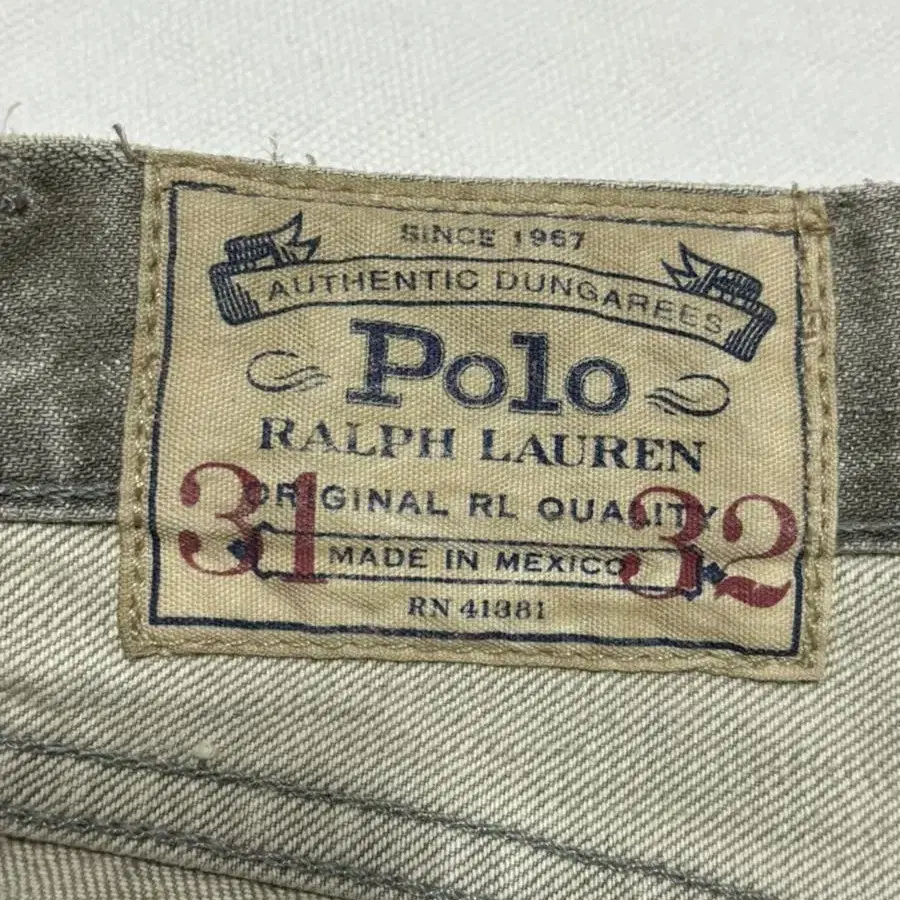 SINCE 1967
AUTHENTIC DUNGAREES
Polo
RALPH LAUREN
ORIGINAL RL QUALITY
31 32
MADE IN MEXICO
RN 41381